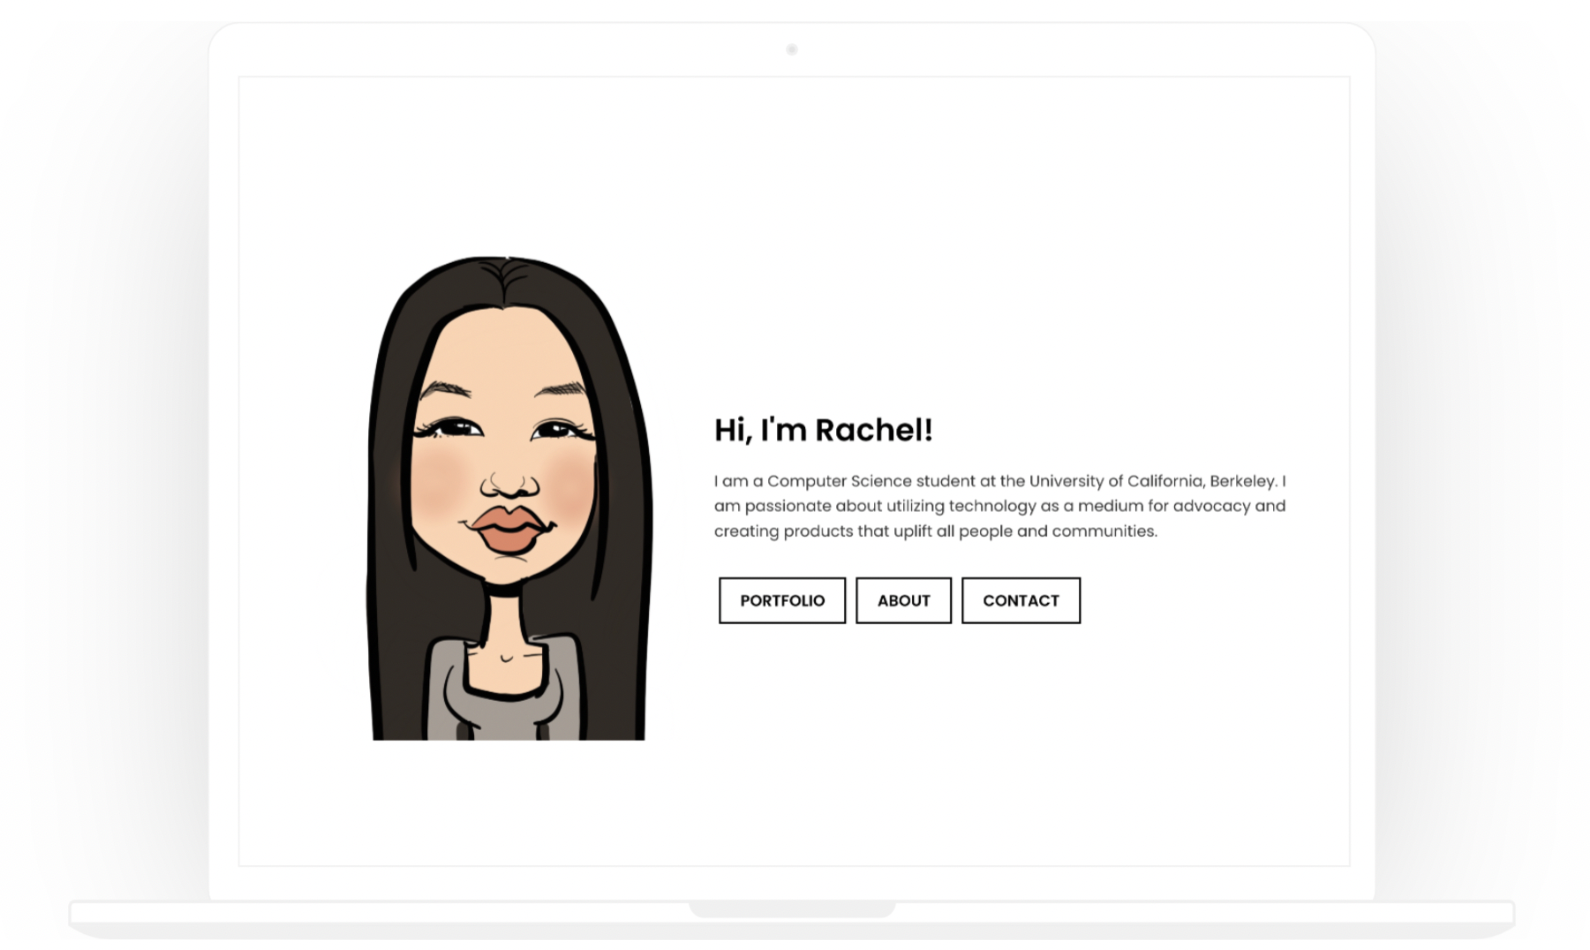 Hi, I'm Rachel!
I am a Computer Science student at the University of California, Berkeley. I
am passionate about utilizing technology as a medium for advocacy and
creating products that uplift all people and communities.
PORTFOLIO ABOUT CONTACT